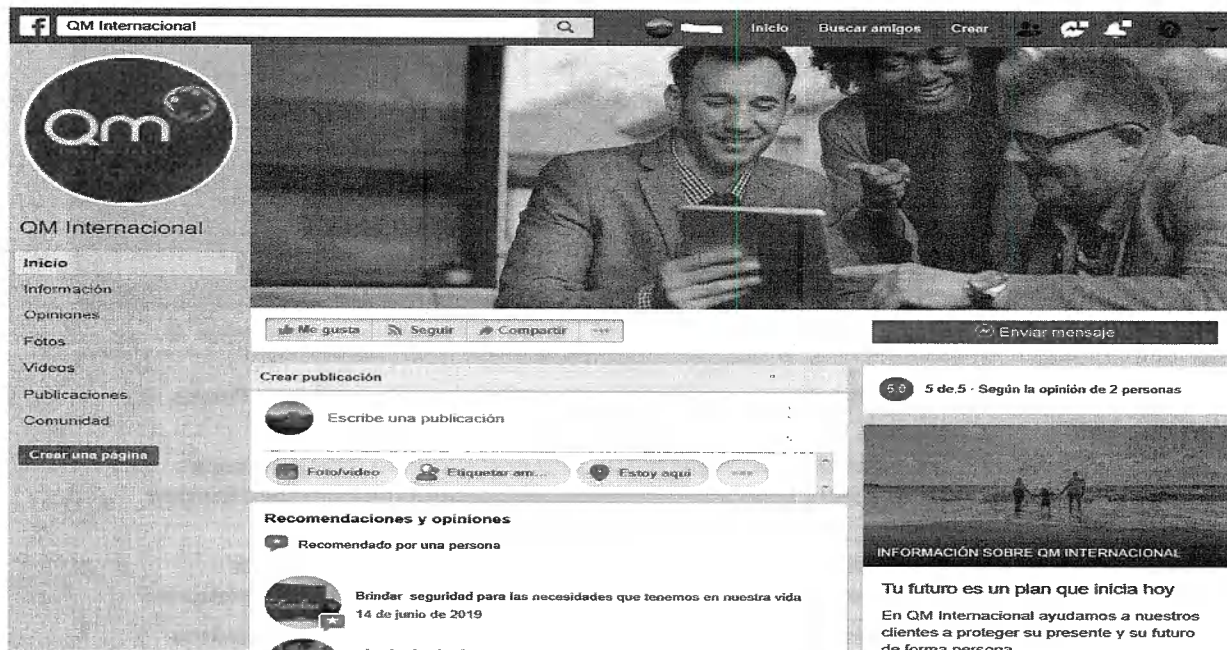 f QM Internacional
Inicio Buscar amigos Crear
Qm
QM Internacional
Inicio
Información
Opiniones
Fotos
Videos
Publicaciones
Comunidad
Crear una página
Me gusta Seguir Compartir ...
Enviar mensaje
Crear publicación
Escribe una publicación
Foto/video Etiquetar am... Estoy aquí ...
Recomendaciones y opiniones
Recomendado por una persona
Brindar seguridad para las necesidades que tenemos en nuestra vida
14 de junio de 2019
5.0 5 de 5 · Según la opinión de 2 personas
INFORMACIÓN SOBRE QM INTERNACIONAL
Tu futuro es un plan que inicia hoy
En QM Internacional ayudamos a nuestros
clientes a proteger su presente y su futuro
de forma persona